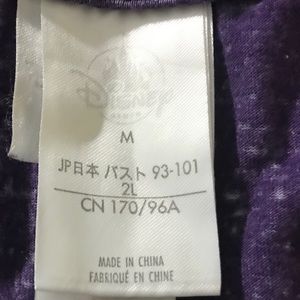 Disney
M
JP日本 バスト 93-101
2L
CN 170/96A
MADE IN CHINA
FABRIQUÉ EN CHINE